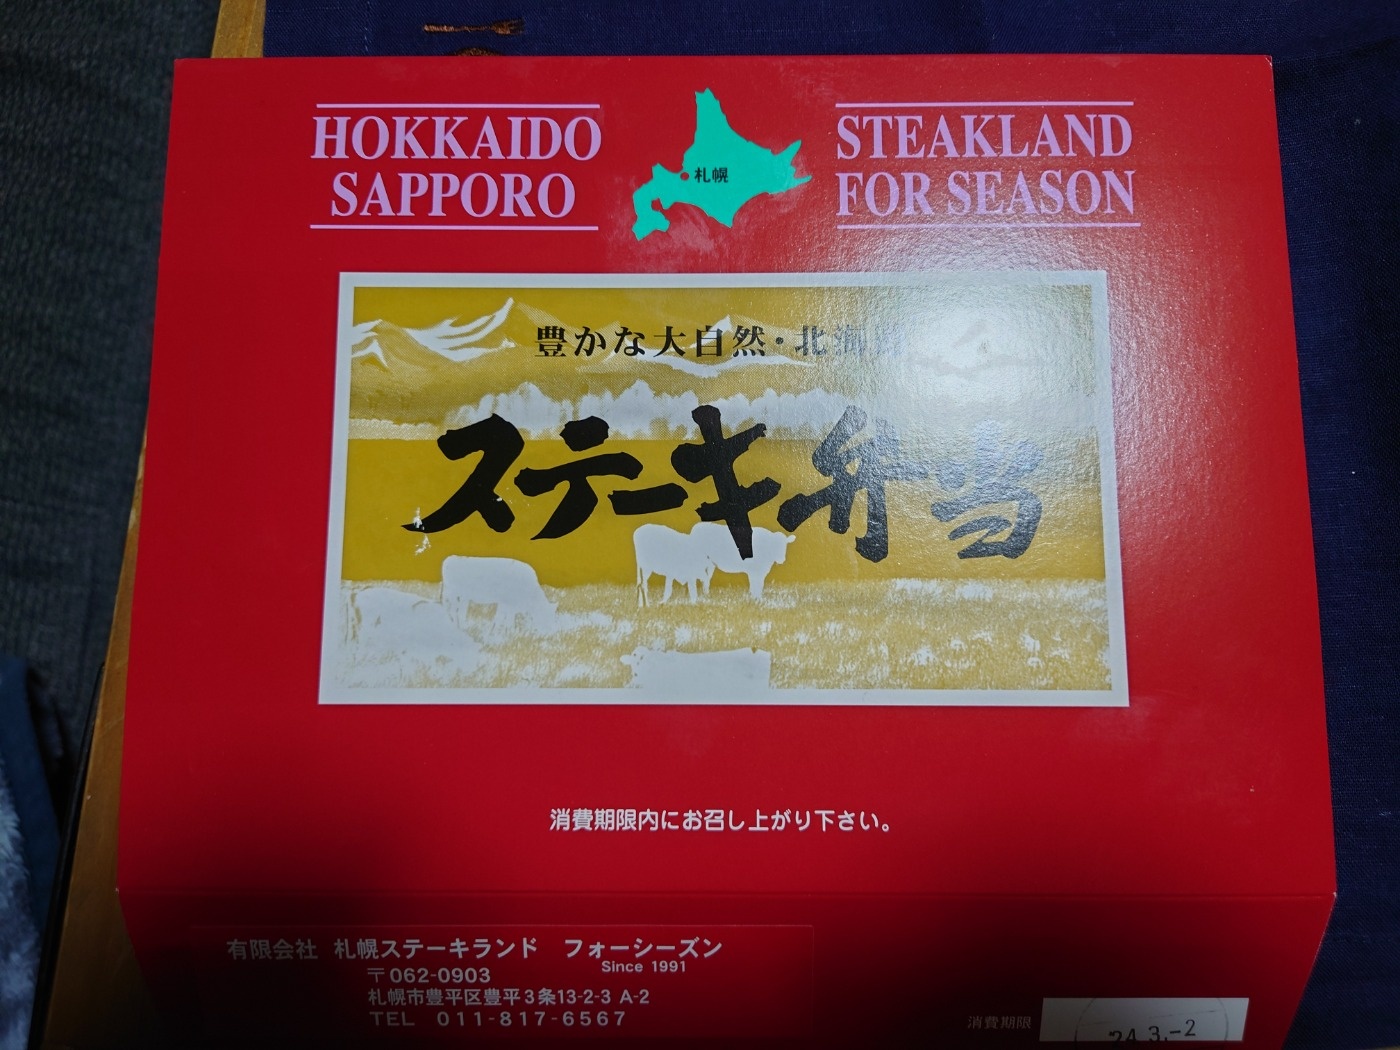 HOKKAIDO
SAPPORO
札幌
STEAKLAND
FOR SEASON
豊かな大自然・北海道
ステーキ弁当
消費期限内にお召し上がり下さい。
有限会社 札幌ステーキランド フォーシーズン
Since 1991
〒062-0903
札幌市豊平区豊平3条13-2-3 A-2
TEL 011-817-6567
消費期限
24.3.-2